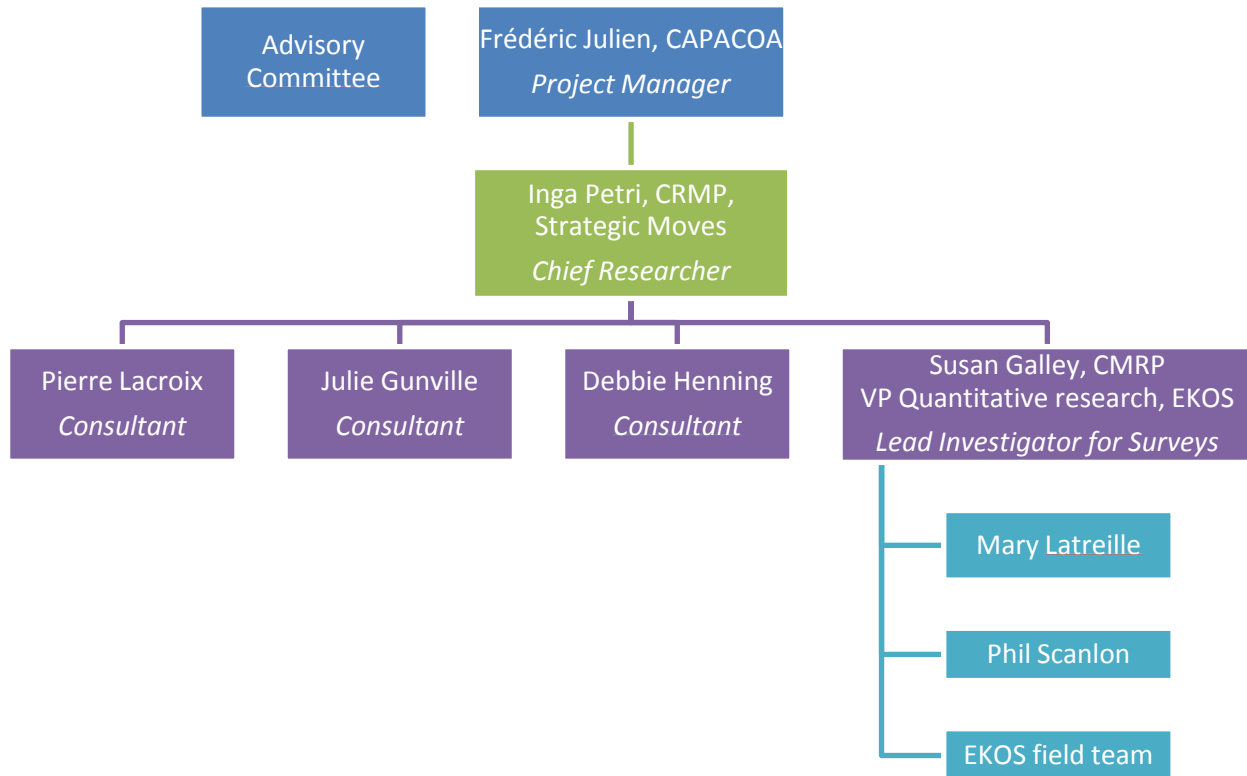 Advisory
Committee
Frédéric Julien, CAPACOA
Project Manager
Inga Petri, CRMP,
Strategic Moves
Chief Researcher
Pierre Lacroix
Consultant
Julie Gunville
Consultant
Debbie Henning
Consultant
Susan Galley, CMRP
VP Quantitative research, EKOS
Lead Investigator for Surveys
Mary Latreille
Phil Scanlon
EKOS field team